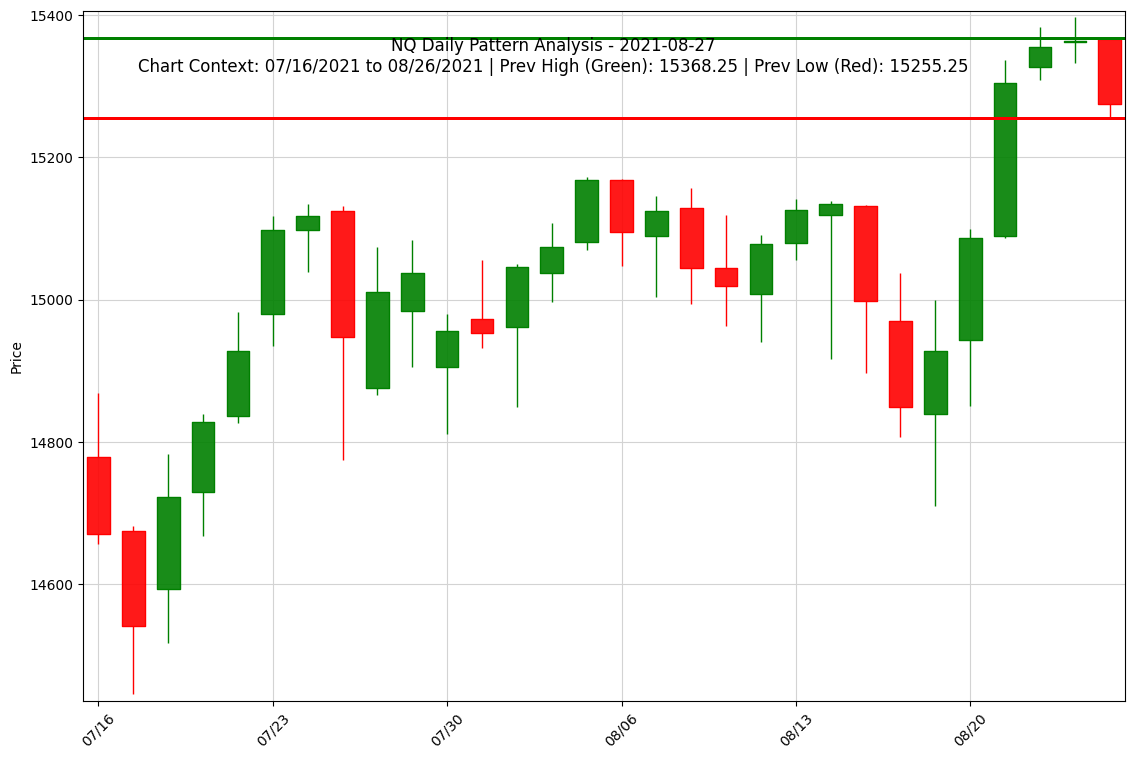 15400
NQ Daily Pattern Analysis - 2021-08-27
Chart Context: 07/16/2021 to 08/26/2021 | Prev High (Green): 15368.25 | Prev Low (Red): 15255.25
15200
15000
Price
14800
14600
07/16 07/23 07/30 08/06 08/13 08/20